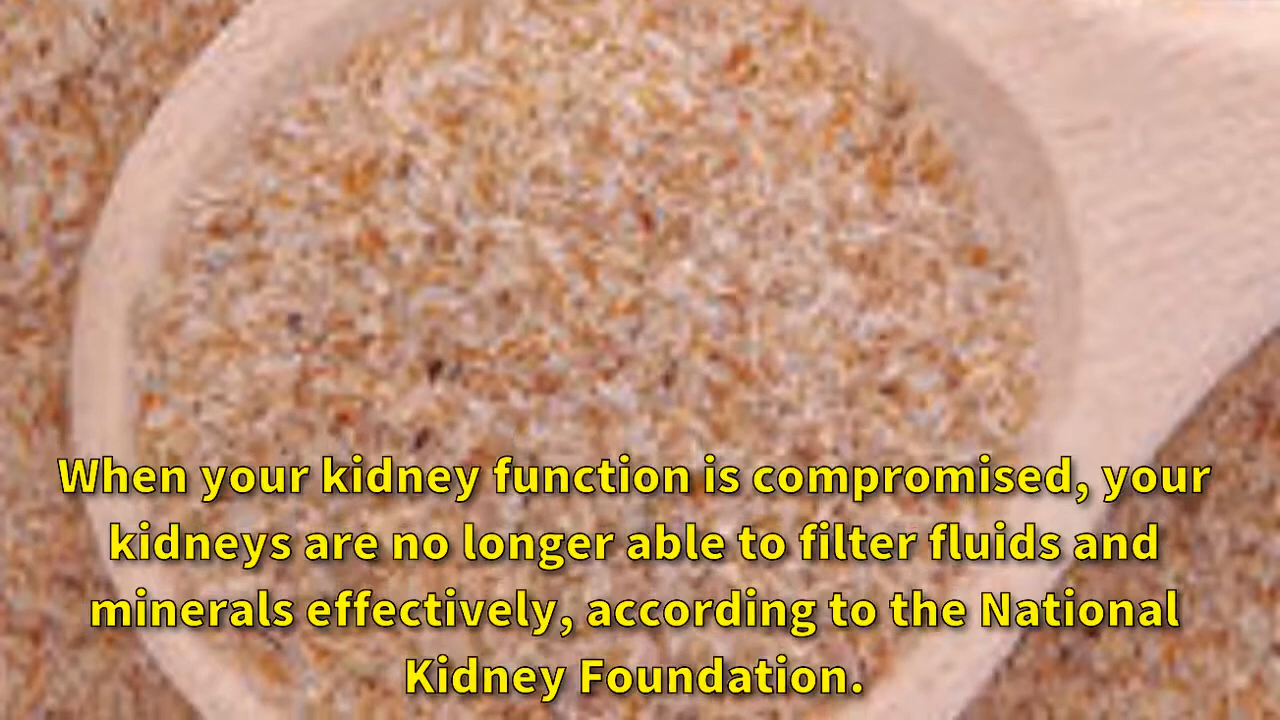 When your kidney function is compromised, your
kidneys are no longer able to filter fluids and
minerals effectively, according to the National
Kidney Foundation.